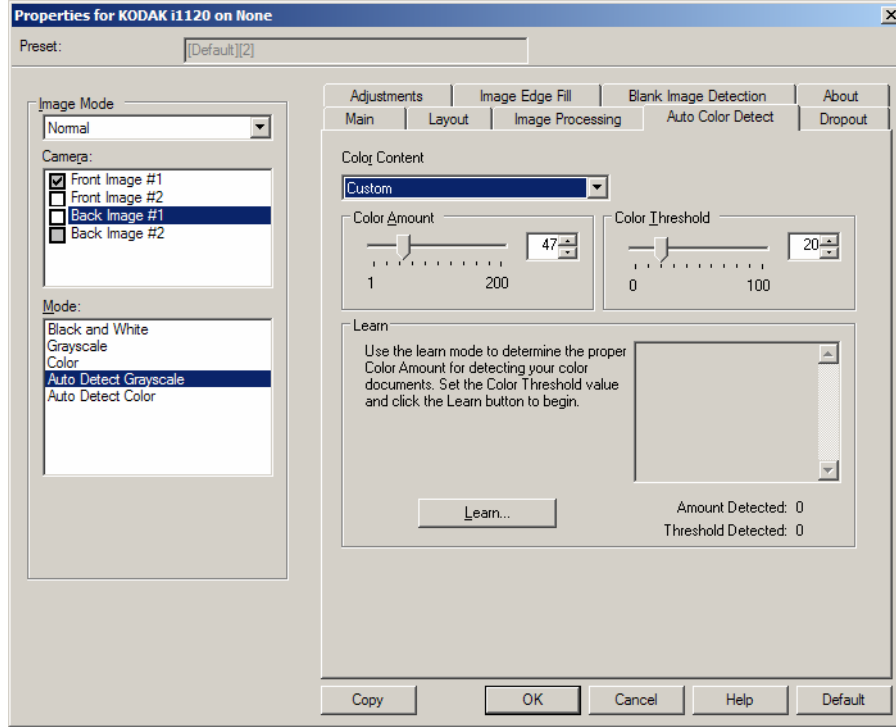 Properties for KODAK i1120 on None
Preset:
[Default][2]
Image Mode
Normal
Camera:
Front Image #1
Front Image #2
Back Image #1
Back Image #2
Mode:
Black and White
Grayscale
Color
Auto Detect Grayscale
Auto Detect Color
Adjustments Image Edge Fill Blank Image Detection About
Main Layout Image Processing Auto Color Detect Dropout
Color Content
Custom
Color Amount
47
1 200
Color Threshold
20
0 100
Learn
Use the learn mode to determine the proper
Color Amount for detecting your color
documents. Set the Color Threshold value
and click the Learn button to begin.
Learn...
Amount Detected: 0
Threshold Detected: 0
Copy OK Cancel Help Default